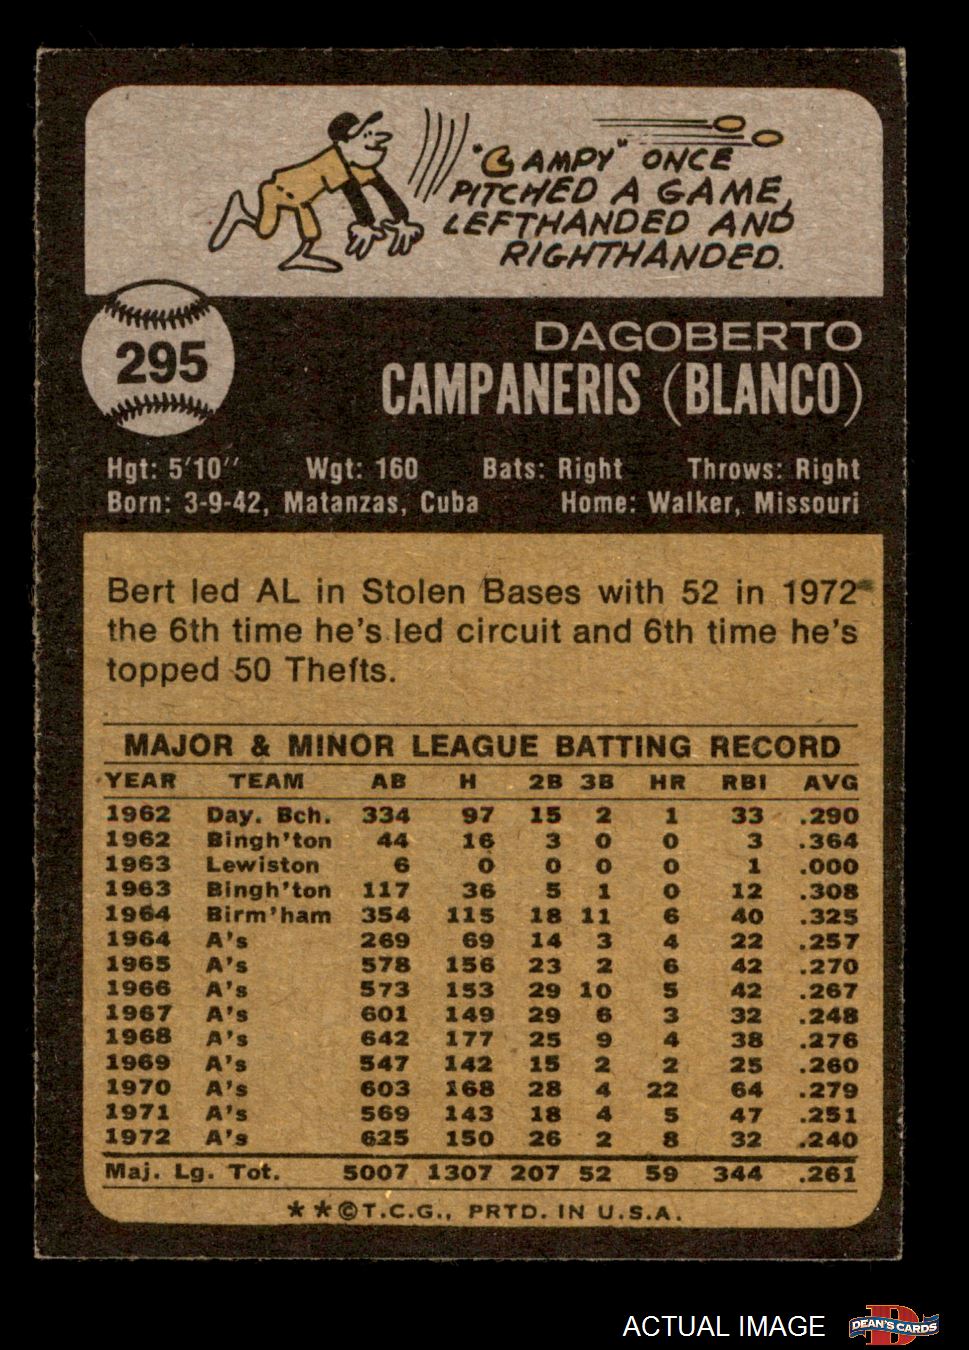 "CAMPY" ONCE
PITCHED A GAME,
LEFTHANDED AND
RIGHTHANDED.
295
DAGOBERTO
CAMPANERIS (BLANCO)
Hgt: 5'10" Wgt: 160 Bats: Right Throws: Right
Born: 3-9-42, Matanzas, Cuba Home: Walker, Missouri
Bert led AL in Stolen Bases with 52 in 1972
the 6th time he's led circuit and 6th time he's
topped 50 Thefts.
MAJOR & MINOR LEAGUE BATTING RECORD
YEAR TEAM AB H 2B 3B HR RBI AVG
1962 Day. Bch. 334 97 15 2 1 33 .290
1962 Bingh'ton 44 16 3 0 0 3 .364
1963 Lewiston 6 0 0 0 0 1 .000
1963 Bingh'ton 117 36 5 1 0 12 .308
1964 Birm'ham 354 115 18 11 6 40 .325
1964 A's 269 69 14 3 4 22 .257
1965 A's 578 156 23 2 6 42 .270
1966 A's 573 153 29 10 5 42 .267
1967 A's 601 149 29 6 3 32 .248
1968 A's 642 177 25 9 4 38 .276
1969 A's 547 142 15 2 2 25 .260
1970 A's 603 168 28 4 22 64 .279
1971 A's 569 143 18 4 5 47 .251
1972 A's 625 150 26 2 8 32 .240
Maj. Lg. Tot. 5007 1307 207 52 59 344 .261
**©T.C.G., PRTD. IN U.S.A.
ACTUAL IMAGE
D
DEAN'S CARDS